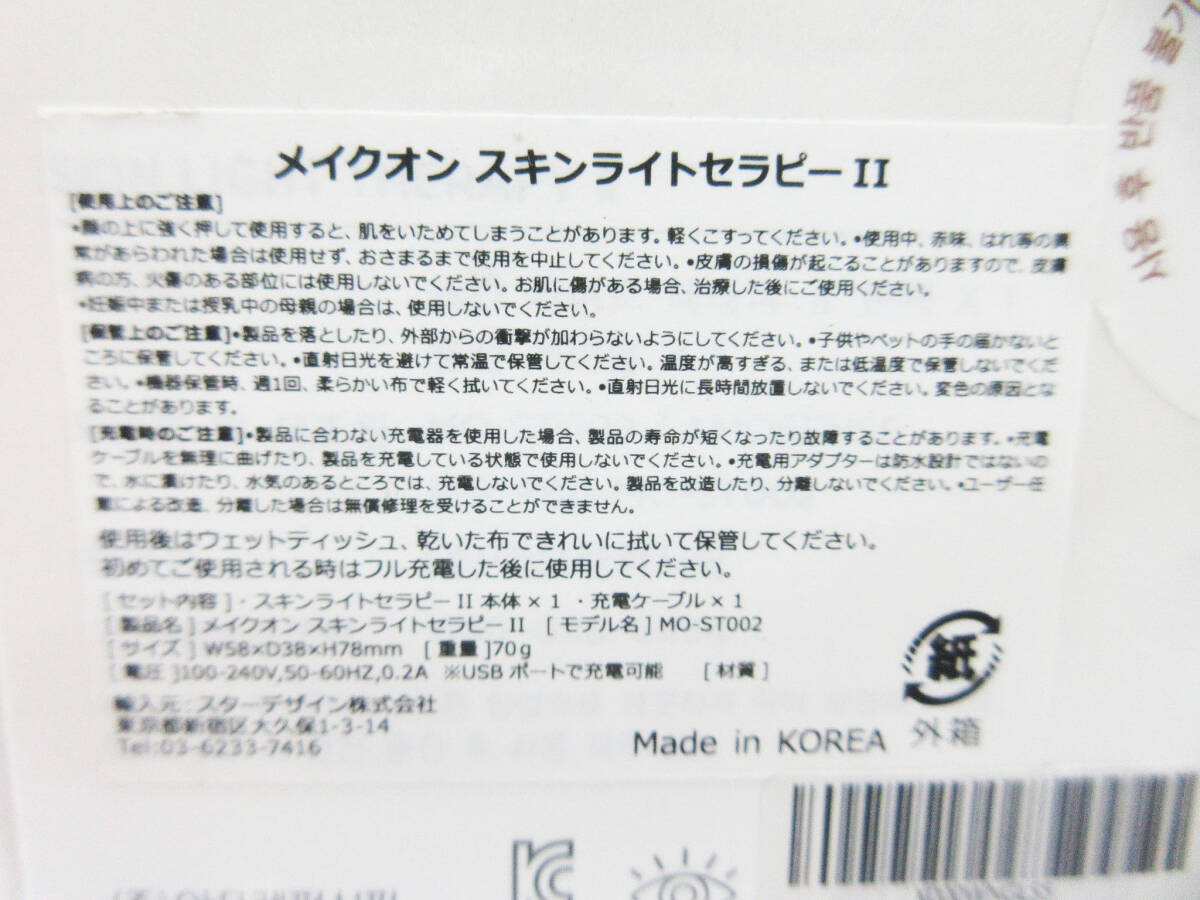 メイクオン スキンライトセラピー II
[使用上のご注意]
•顔の上に強く押して使用すると、肌をいためてしまうことがあります。軽くこすってください。•使用中、赤味、はれ等の異
常があらわれた場合は使用せず、おさまるまで使用を中止してください。•皮膚の損傷が起こることがありますので、皮膚
病の方、火傷のある部位には使用しないでください。お肌に傷がある場合、治療した後にご使用ください。
•妊娠中または授乳中の母親の場合は、使用しないでください。
[保管上のご注意]•製品を落としたり、外部からの衝撃が加わらないようにしてください。•子供やペットの手の届かないと
ころに保管してください。•直射日光を避けて常温で保管してください。温度が高すぎる、または低温度で保管しないでくだ
さい。•機器保管時、週1回、柔らかい布で軽く拭いてください。•直射日光に長時間放置しないでください。変色の原因とな
ることがあります。
[充電時のご注意]•製品に合わない充電器を使用した場合、製品の寿命が短くなったり故障することがあります。•充電
ケーブルを無理に曲げたり、製品を充電している状態で使用しないでください。•充電用アダプターは防水設計ではないの
で、水に漬けたり、水気のあるところでは、充電しないでください。製品を改造したり、分離しないでください。•ユーザー任
意による改造、分離した場合は無償修理を受けることができません。
使用後はウェットティッシュ、乾いた布できれいに拭いて保管してください。
初めてご使用される時はフル充電した後に使用してください。
[セット内容]・スキンライトセラピー II 本体 × 1 ・充電ケーブル × 1
[製品名] メイクオン スキンライトセラピー II [モデル名] MO-ST002
[サイズ] W58×D38×H78mm [重量]70g
[電圧]100-240V,50-60HZ,0.2A ※USB ポートで充電可能 [材質]
紙
外箱
輸入元：スターデザイン株式会社
東京都新宿区大久保1-3-14
Tel:03-6233-7416
Made in KOREA
사용 후 반품 불가